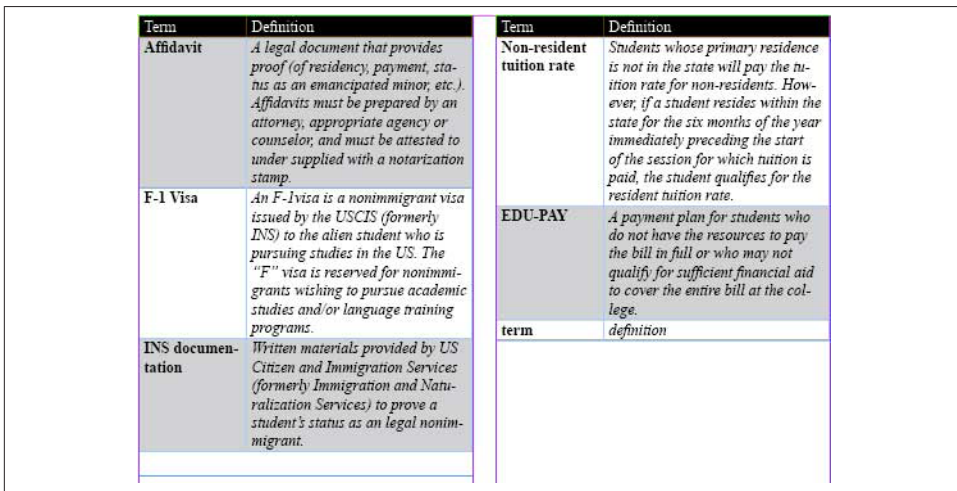 Term Definition
Affidavit A legal document that provides
proof (of residency, payment, sta-
tus as an emancipated minor, etc.).
Affidavits must be prepared by an
attorney, appropriate agency or
counselor, and must be attested to
under supplied with a notarization
stamp.
F-1 Visa An F-1visa is a nonimmigrant visa
issued by the USCIS (formerly
INS) to the alien student who is
pursuing studies in the US. The
"F" visa is reserved for nonimmi-
grants wishing to pursue academic
studies and/or language training
programs.
INS documen- Written materials provided by US
tation Citizen and Immigration Services
(formerly Immigration and Natu-
ralization Services) to prove a
student's status as an legal nonim-
migrant.
Term Definition
Non-resident Students whose primary residence
tuition rate is not in the state will pay the tu-
ition rate for non-residents. How-
ever, if a student resides within the
state for the six months of the year
immediately preceding the start
of the session for which tuition is
paid, the student qualifies for the
resident tuition rate.
EDU-PAY A payment plan for students who
do not have the resources to pay
the bill in full or who may not
qualify for sufficient financial aid
to cover the entire bill at the col-
lege.
term definition